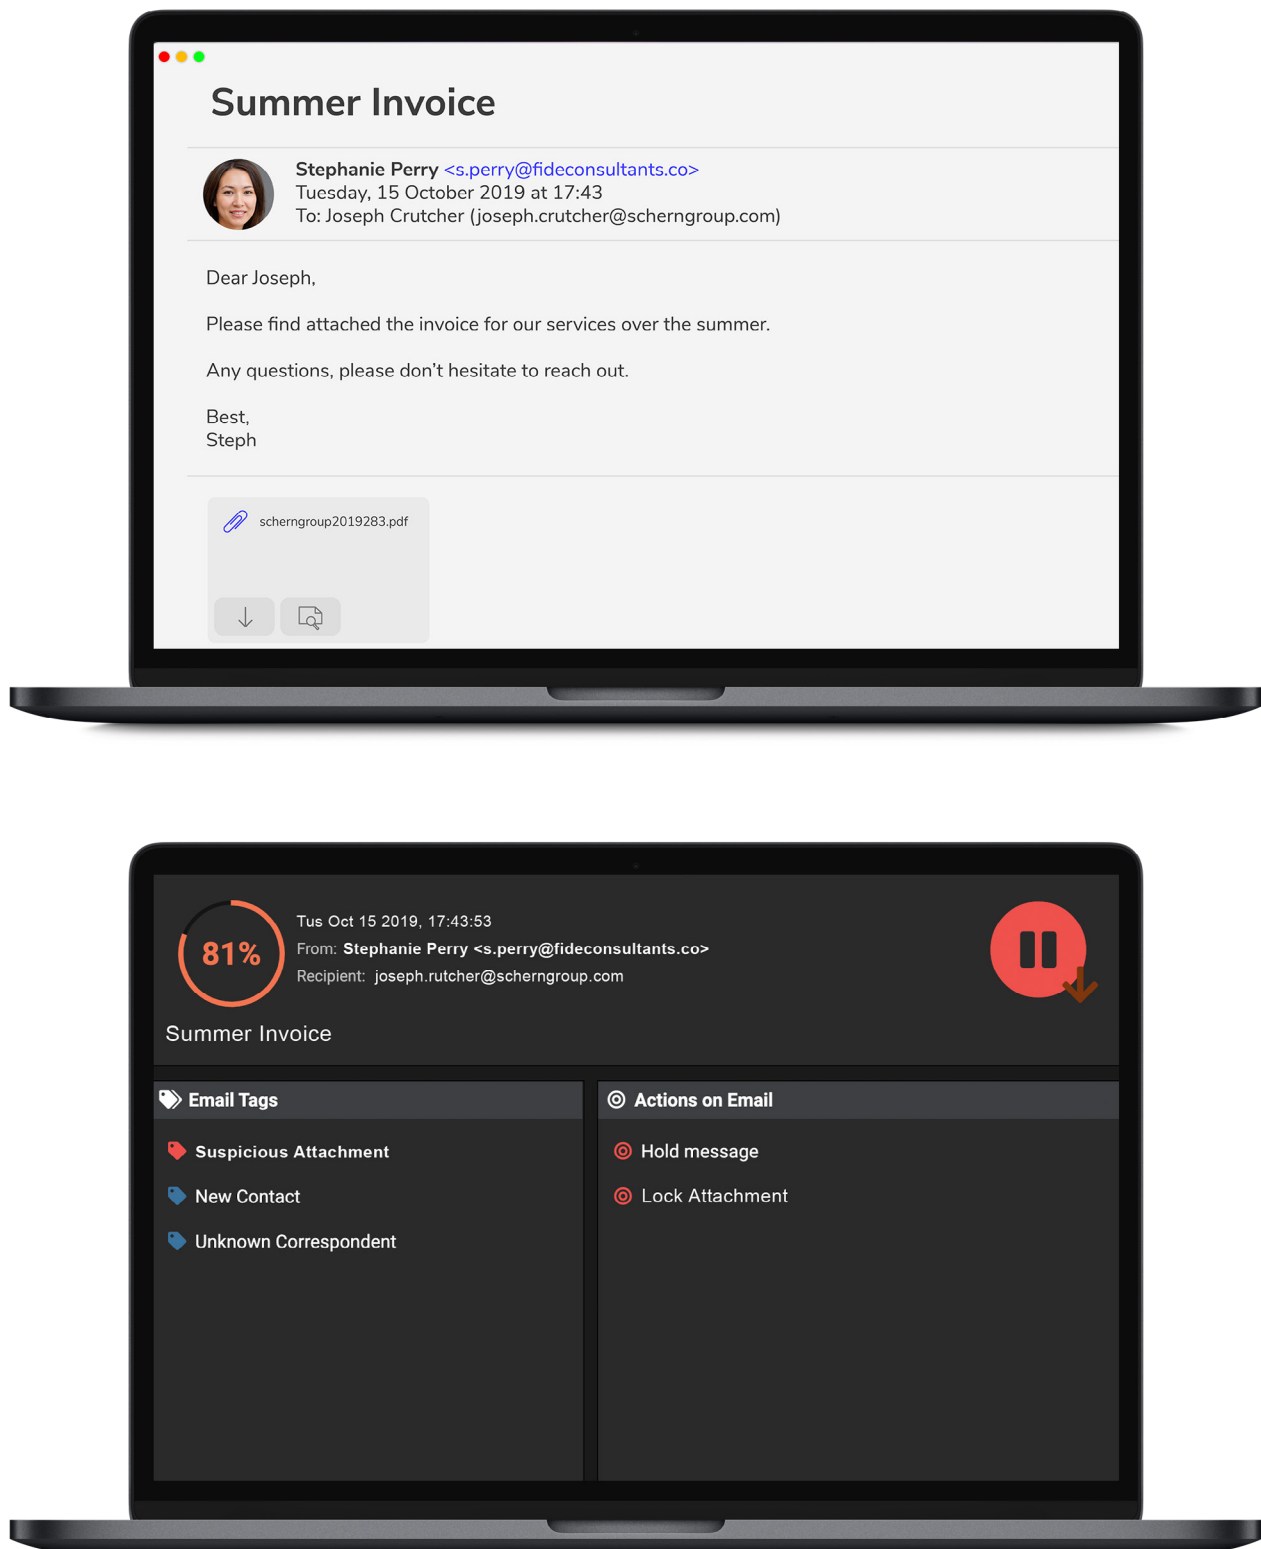 Summer Invoice
Stephanie Perry <s.perry@fideconsultants.co>
Tuesday, 15 October 2019 at 17:43
To: Joseph Crutcher (joseph.crutcher@scherngroup.com)
Dear Joseph,
Please find attached the invoice for our services over the summer.
Any questions, please don't hesitate to reach out.
Best,
Steph
scherngroup2019283.pdf
81%
Tus Oct 15 2019, 17:43:53
From: Stephanie Perry <s.perry@fideconsultants.co>
Recipient: joseph.rutcher@scherngroup.com
Summer Invoice
Email Tags
Suspicious Attachment
New Contact
Unknown Correspondent
Actions on Email
Hold message
Lock Attachment